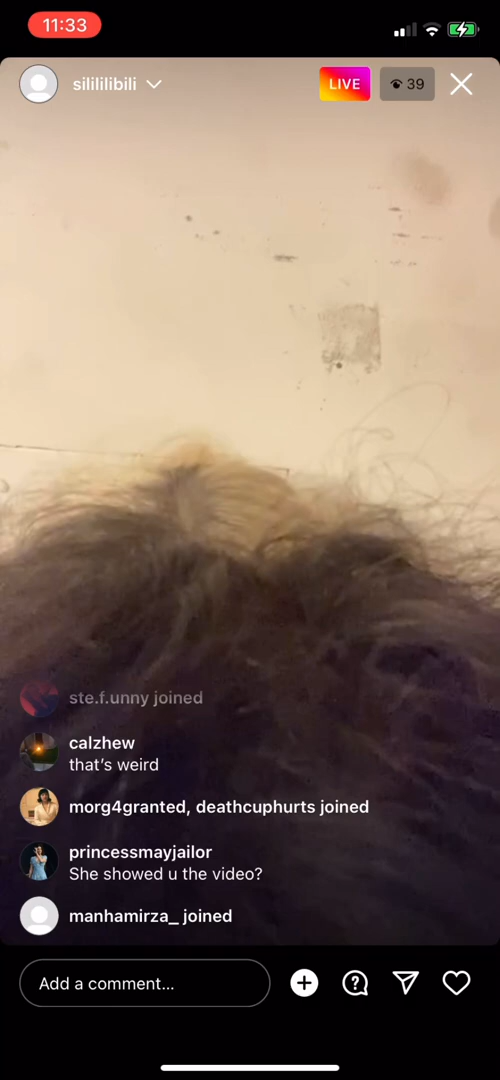 11:33
silililibili
LIVE
39
ste.f.unny joined
calzhew
that's weird
morg4granted, deathcuphurts joined
princessmayjailor
She showed u the video?
manhamirza_ joined
Add a comment...